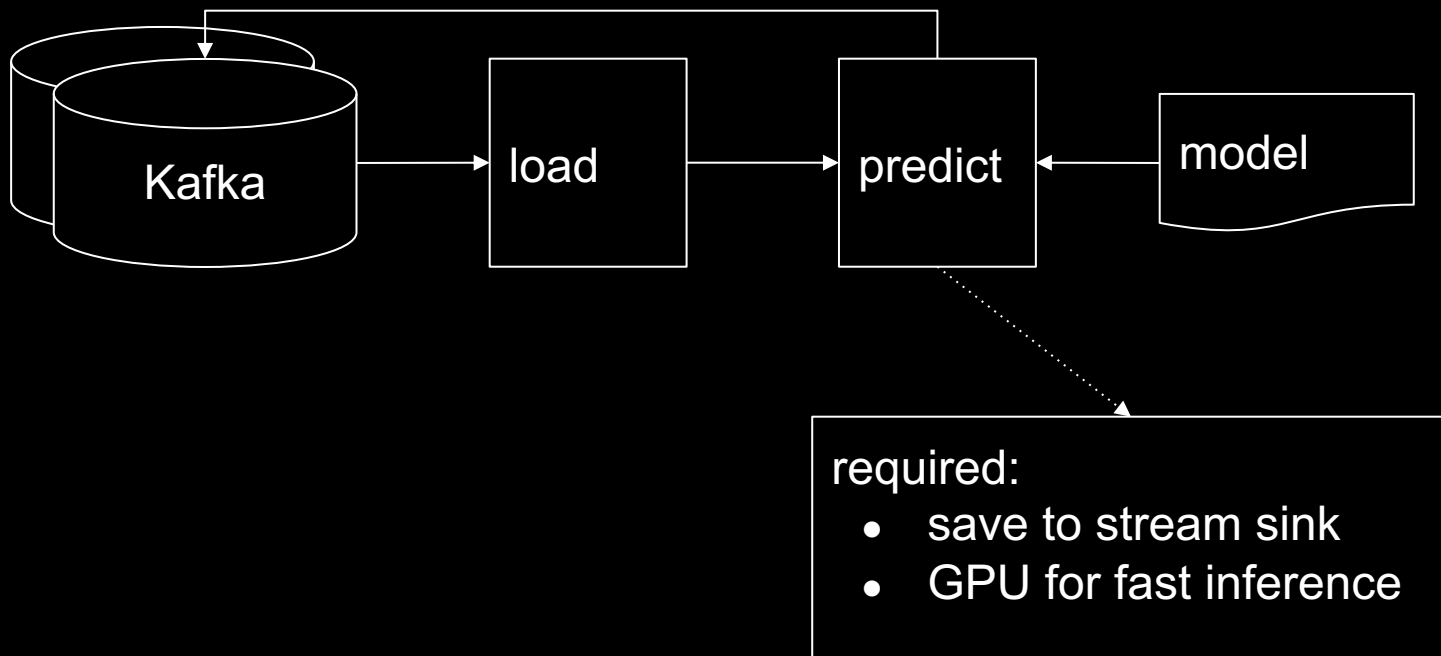 Kafka
load
predict
model
required:
● save to stream sink
● GPU for fast inference